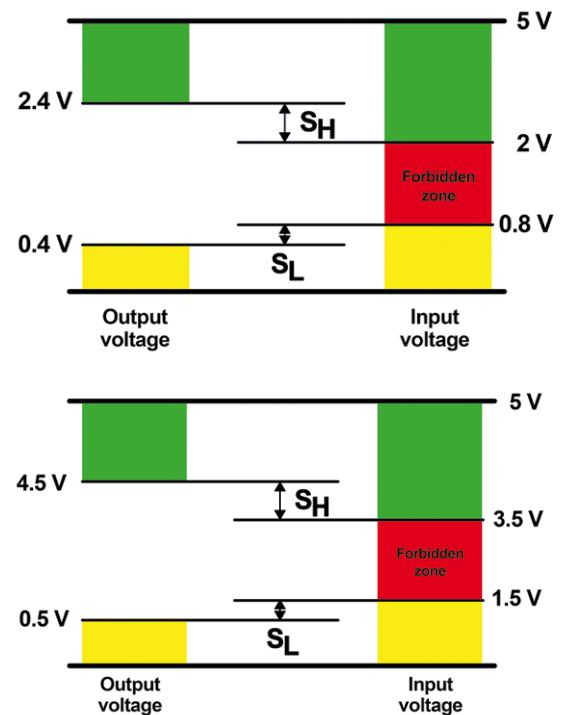 5 V
2.4 V
SH
2 V
Forbidden
zone
0.8 V
0.4 V
SL
Output
voltage
Input
voltage
5 V
4.5 V
SH
3.5 V
Forbidden
zone
1.5 V
0.5 V
SL
Output
voltage
Input
voltage